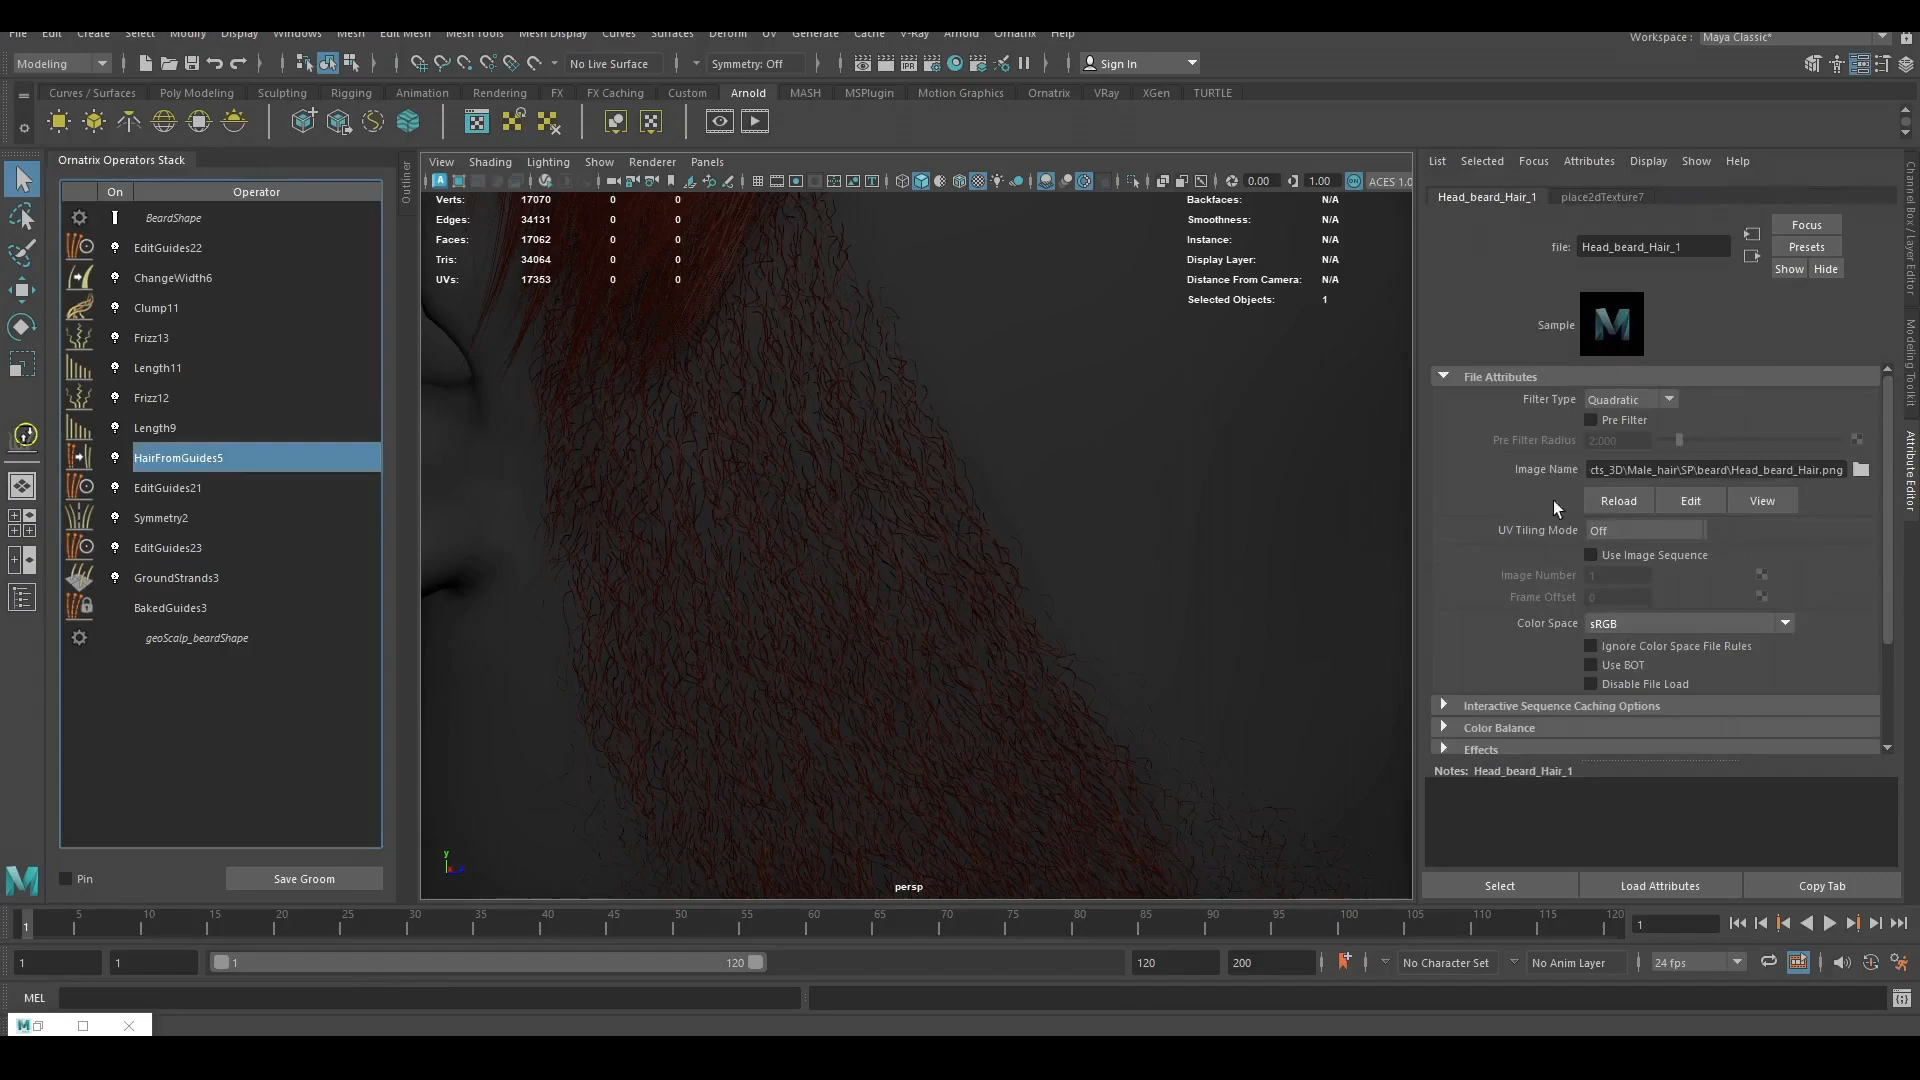 File Edit Create Select Modify Display Windows Mesh Edit Mesh Mesh Tools Mesh Display Curves Surfaces Deform UV Generate Cache V-Ray Arnold Ornatrix Help
Workspace : Maya Classic*
Modeling No Live Surface Symmetry: Off Sign In
Curves / Surfaces Poly Modeling Sculpting Rigging Animation Rendering FX FX Caching Custom Arnold MASH MSPlugin Motion Graphics Ornatrix VRay XGen TURTLE
Ornatrix Operators Stack
On Operator
BeardShape
EditGuides22
ChangeWidth6
Clump11
Frizz13
Length11
Frizz12
Length9
HairFromGuides5
EditGuides21
Symmetry2
EditGuides23
GroundStrands3
BakedGuides3
geoScalp_beardShape
Pin Save Groom
Outliner
View Shading Lighting Show Renderer Panels
0.00 1.00 ACES 1.0
Verts: 17070 0 0
Edges: 34131 0 0
Faces: 17062 0 0
Tris: 34064 0 0
UVs: 17353 0 0
Backfaces: N/A
Smoothness: N/A
Instance: N/A
Display Layer: N/A
Distance From Camera: N/A
Selected Objects: 1
y
persp
List Selected Focus Attributes Display Show Help
Head_beard_Hair_1 place2dTexture7
file: Head_beard_Hair_1
Focus
Presets
Show Hide
Sample
File Attributes
Filter Type Quadratic
Pre Filter
Pre Filter Radius 2.000
Image Name cts_3D\Male_hair\SP\beard\Head_beard_Hair.png
Reload Edit View
UV Tiling Mode Off
Use Image Sequence
Image Number 1
Frame Offset 0
Color Space sRGB
Ignore Color Space File Rules
Use BOT
Disable File Load
Interactive Sequence Caching Options
Color Balance
Effects
Notes: Head_beard_Hair_1
Select Load Attributes Copy Tab
Channel Box / Layer Editor
Modeling Toolkit
Attribute Editor
5 10 15 20 25 30 35 40 45 50 55 60 65 70 75 80 85 90 95 100 105 110 115 120
1 1
1 1 1 120 120 200 No Character Set No Anim Layer 24 fps
MEL